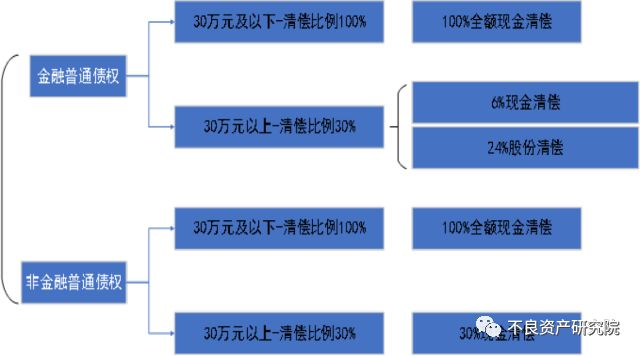 30万元及以下-清偿比例100%
100%全额现金清偿
金融普通债权
6%现金清偿
30万元以上-清偿比例30%
24%股份清偿
30万元及以下-清偿比例100%
100%全额现金清偿
非金融普通债权
30万元以上-清偿比例30%
30%现金清偿
不良资产研究院